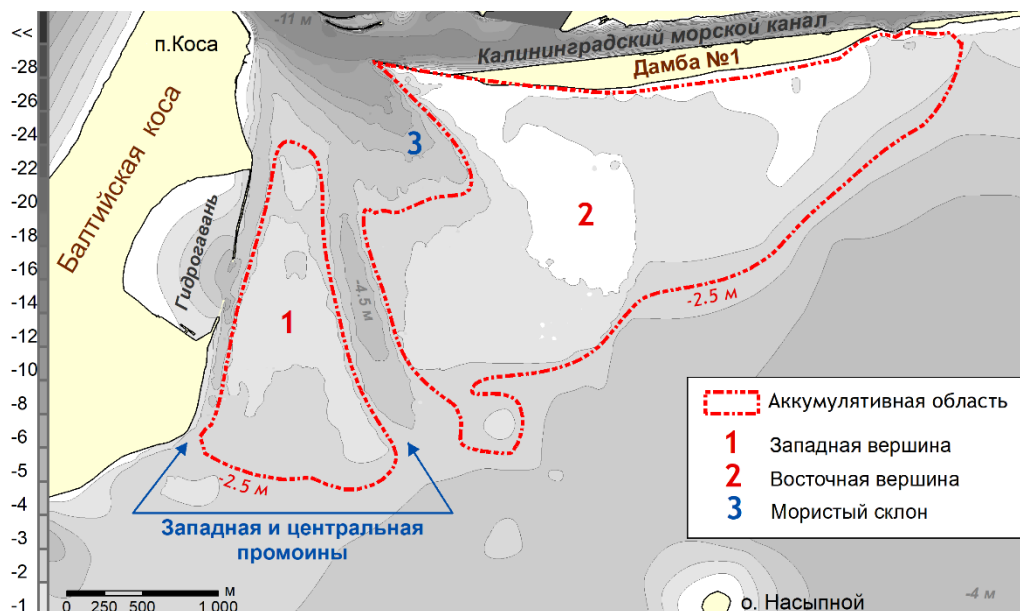 <<
-28
-26
-24
-22
-20
-18
-16
-14
-12
-10
-8
-6
-5
-4
-3
-2
-1
-11 м
п.Коса
Калининградский морской канал
Дамба №1
Балтийская коса
Гидрогавань
3
2
1
-4.5 м
-2.5 м
-2.5 м
Западная и центральная
промоины
Аккумулятивная область
1 Западная вершина
2 Восточная вершина
3 Мористый склон
м
0 250 500 1 000
о. Насыпной
-4 м